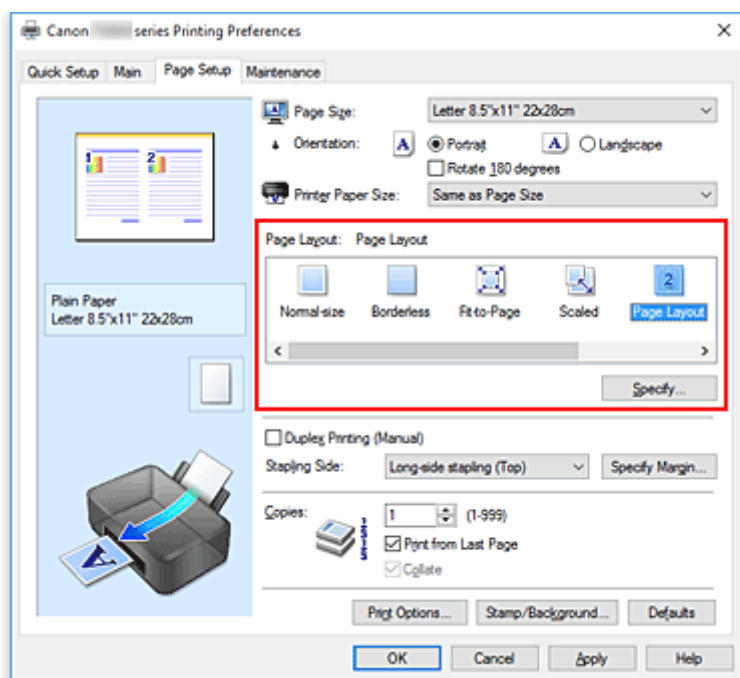 Canon series Printing Preferences
Quick Setup Main Page Setup Maintenance
1 2
Plain Paper
Letter 8.5"x11" 22x28cm
A
Page Size: Letter 8.5"x11" 22x28cm
Orientation: A Portrait A Landscape
Rotate 180 degrees
Printer Paper Size: Same as Page Size
Page Layout: Page Layout
2
Normal-size Borderless Fit-to-Page Scaled Page Layout
Specify...
Duplex Printing (Manual)
Stapling Side: Long-side stapling (Top) Specify Margin...
Copies: 1 (1-999)
Print from Last Page
Collate
Print Options... Stamp/Background... Defaults
OK Cancel Apply Help